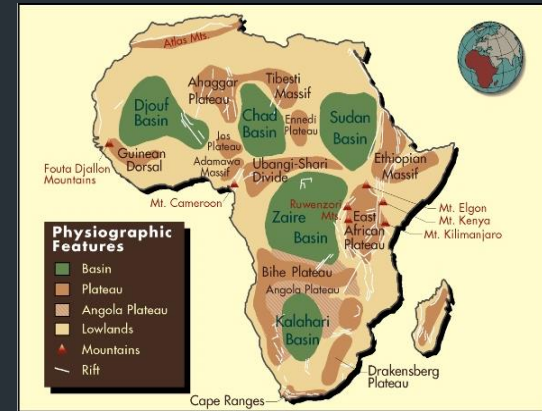 Atlas Mts.
Ahaggar
Plateau
Tibesti
Massif
Djouf
Basin
Chad
Basin
Ennedi
Plateau
Sudan
Basin
Jos
Plateau
Adamawa
Massif
Guinean
Dorsal
Fouta Djallon
Mountains
Ubangi-Shari
Divide
Ethiopian
Massif
Mt. Cameroon
Ruwenzori
Mts.
Zaire
Basin
East
African
Plateau
Mt. Elgon
Mt. Kenya
Mt. Kilimanjaro
Bihe Plateau
Angola Plateau
Kalahari
Basin
Drakensberg
Plateau
Cape Ranges
Physiographic
Features
Basin
Plateau
Angola Plateau
Lowlands
Mountains
Rift